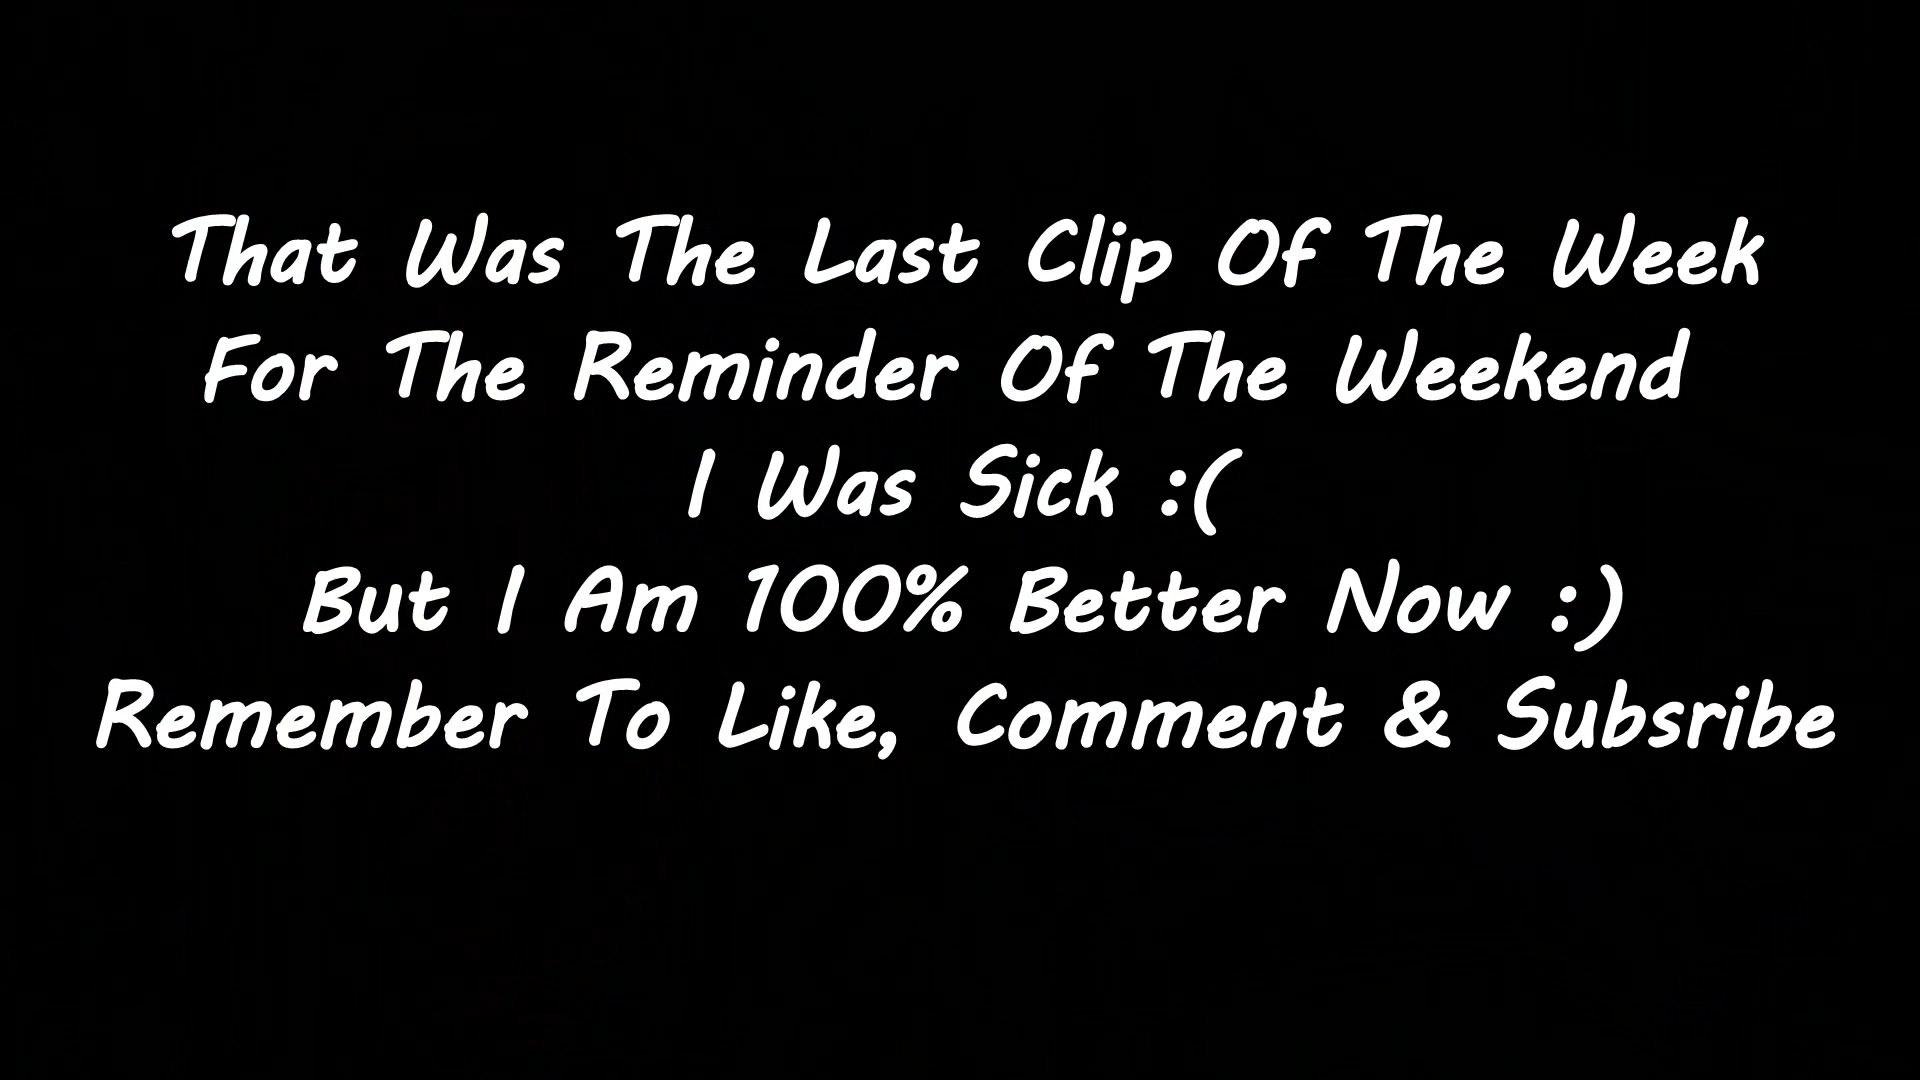 That Was The Last Clip Of The Week
For The Reminder Of The Weekend
I Was Sick :(
But I Am 100% Better Now :)
Remember To Like, Comment & Subsribe